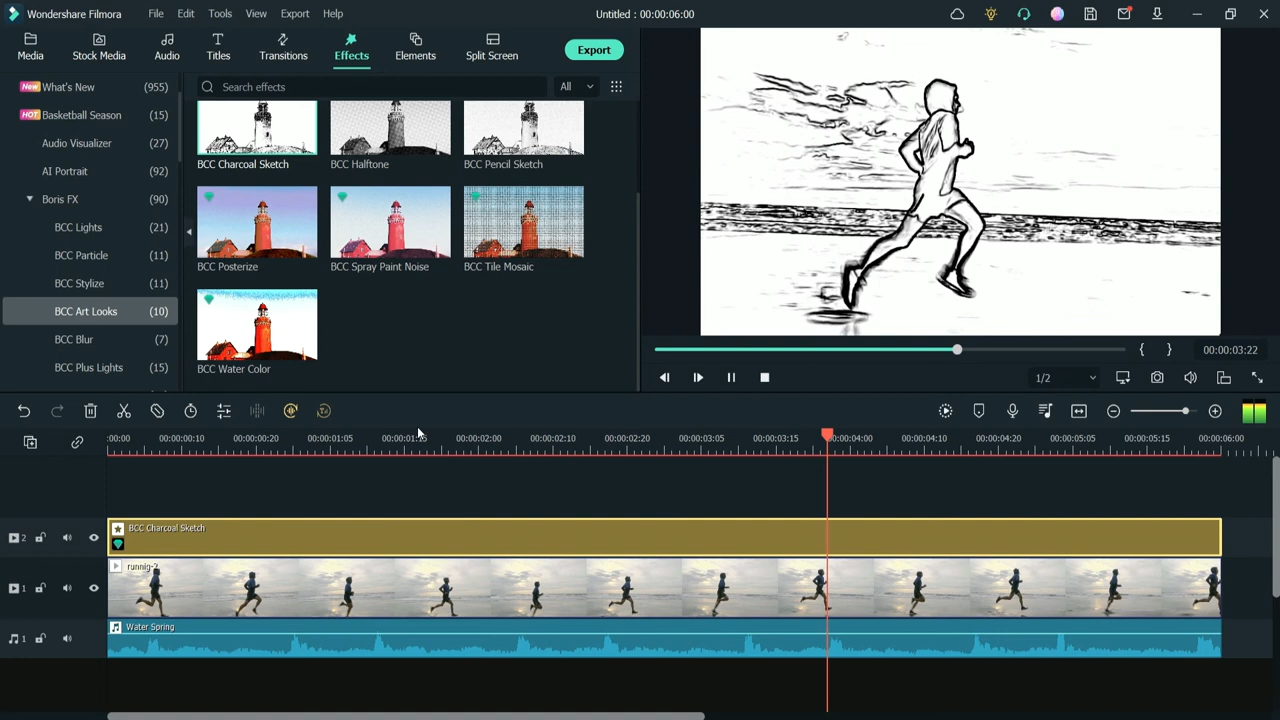 Wondershare Filmora File Edit Tools View Export Help Untitled : 00:00:06:00
Media Stock Media Audio Titles Transitions Effects Elements Split Screen Export
New What's New (955)
Search effects All
HOT Basketball Season (15)
Audio Visualizer (27)
BCC Charcoal Sketch BCC Halftone BCC Pencil Sketch
AI Portrait (92)
Boris FX (90)
BCC Lights (21)
BCC Particle (11)
BCC Posterize BCC Spray Paint Noise BCC Tile Mosaic
BCC Stylize (11)
BCC Art Looks (10)
BCC Blur (7)
BCC Plus Lights (15)
BCC Water Color
{ } 00:00:03:22
1/2
:00:00 00:00:00:10 00:00:00:20 00:00:01:05 00:00:01:15 00:00:02:00 00:00:02:10 00:00:02:20 00:00:03:05 00:00:03:15 00:00:04:00 00:00:04:10 00:00:04:20 00:00:05:05 00:00:05:15 00:00:06:00
2 BCC Charcoal Sketch
1 runnig-2
1 Water Spring